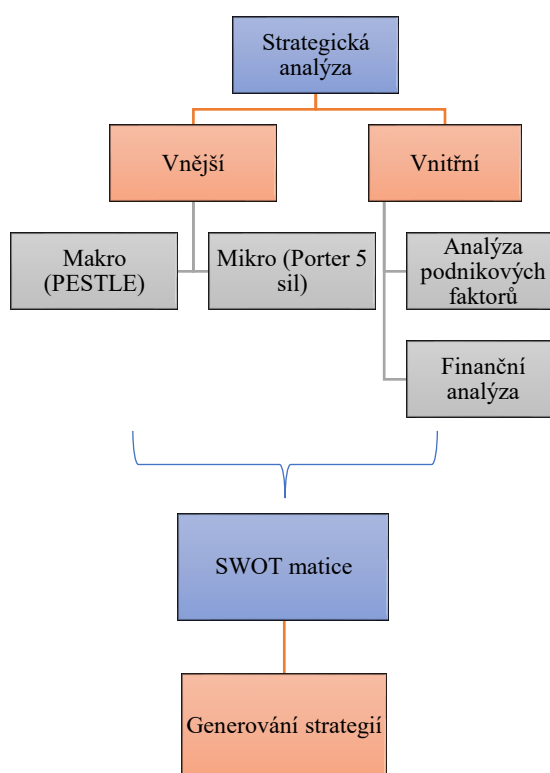 Strategická
analýza
Vnější
Vnitřní
Makro
(PESTLE)
Mikro (Porter 5
sil)
Analýza
podnikových
faktorů
Finanční
analýza
SWOT matice
Generování strategií